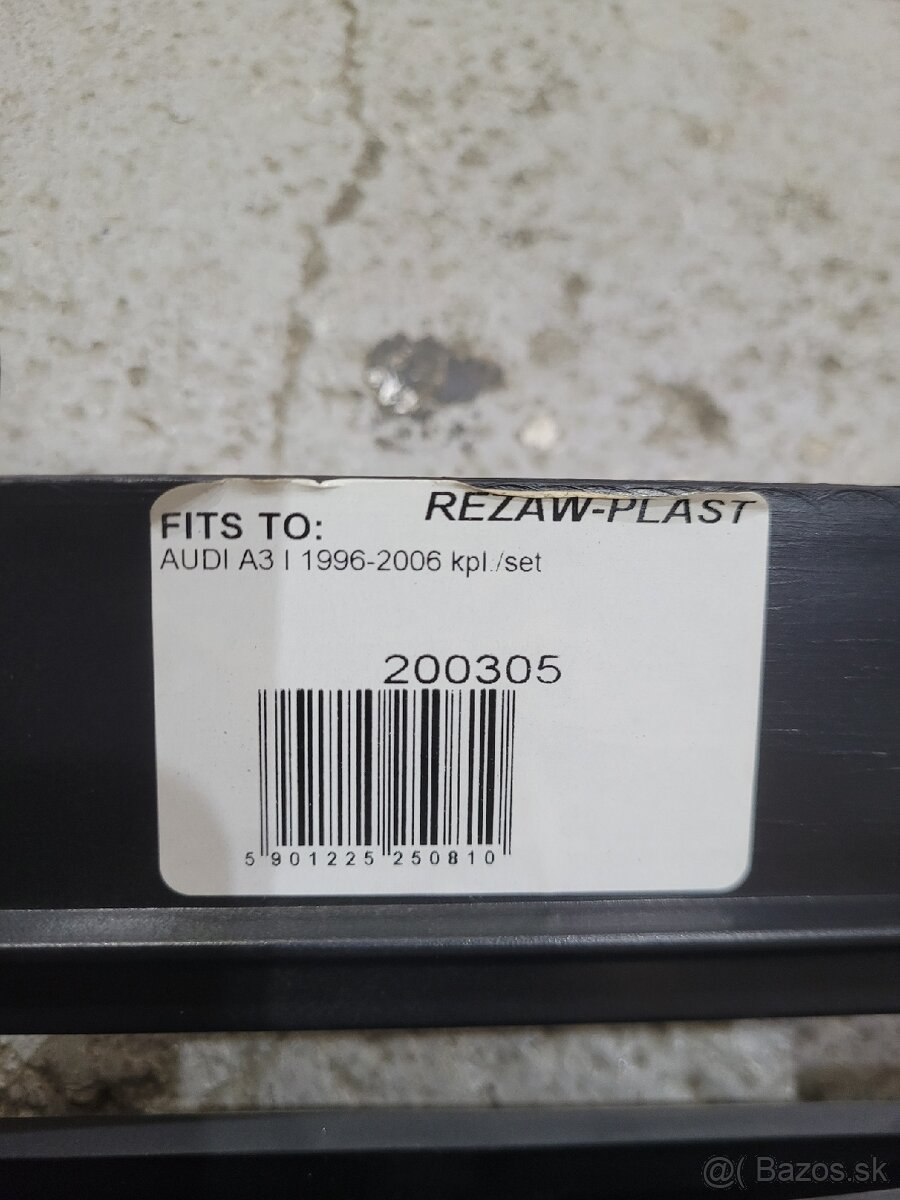 REZAW-PLAST
FITS TO:
AUDI A3 I 1996-2006 kpl./set
200305
5 901225 250810
@( Bazos.sk